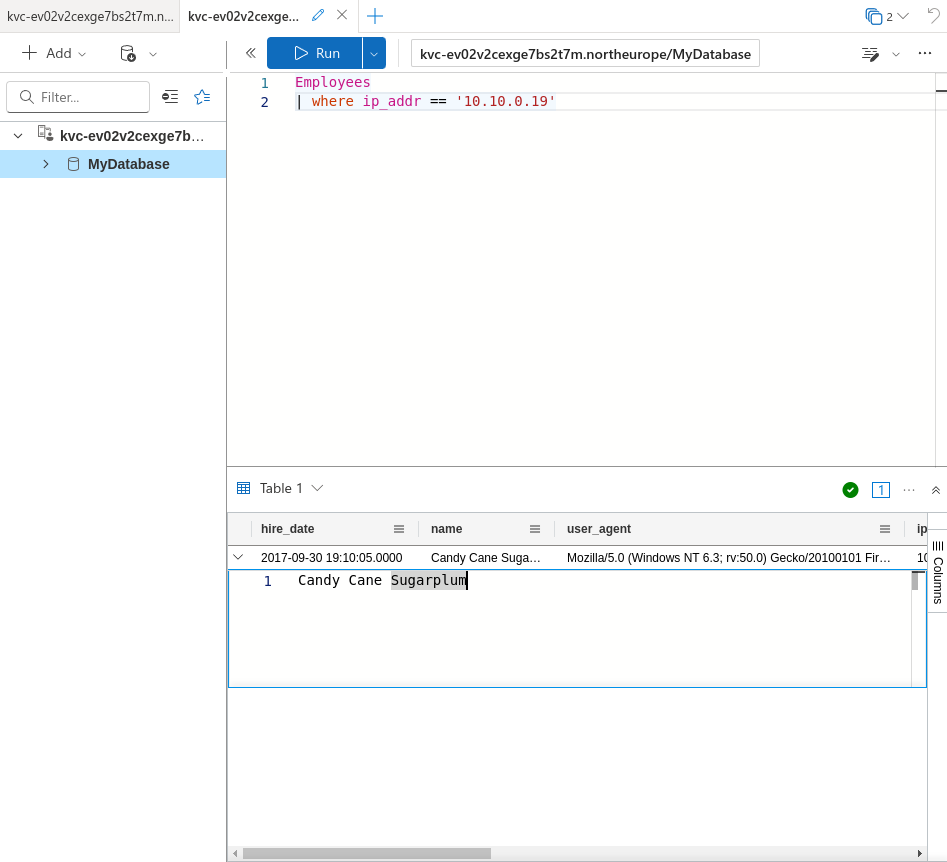 kvc-ev02v2cexge7bs2t7m.n...
kvc-ev02v2cexge...
2
Add
Run
kvc-ev02v2cexge7bs2t7m.northeurope/MyDatabase
...
Filter...
kvc-ev02v2cexge7b...
MyDatabase
1 Employees
2 | where ip_addr == '10.10.0.19'
Table 1
1
...
hire_date name user_agent ip
2017-09-30 19:10:05.0000 Candy Cane Suga... Mozilla/5.0 (Windows NT 6.3; rv:50.0) Gecko/20100101 Fir... 10
1 Candy Cane Sugarplum
Columns